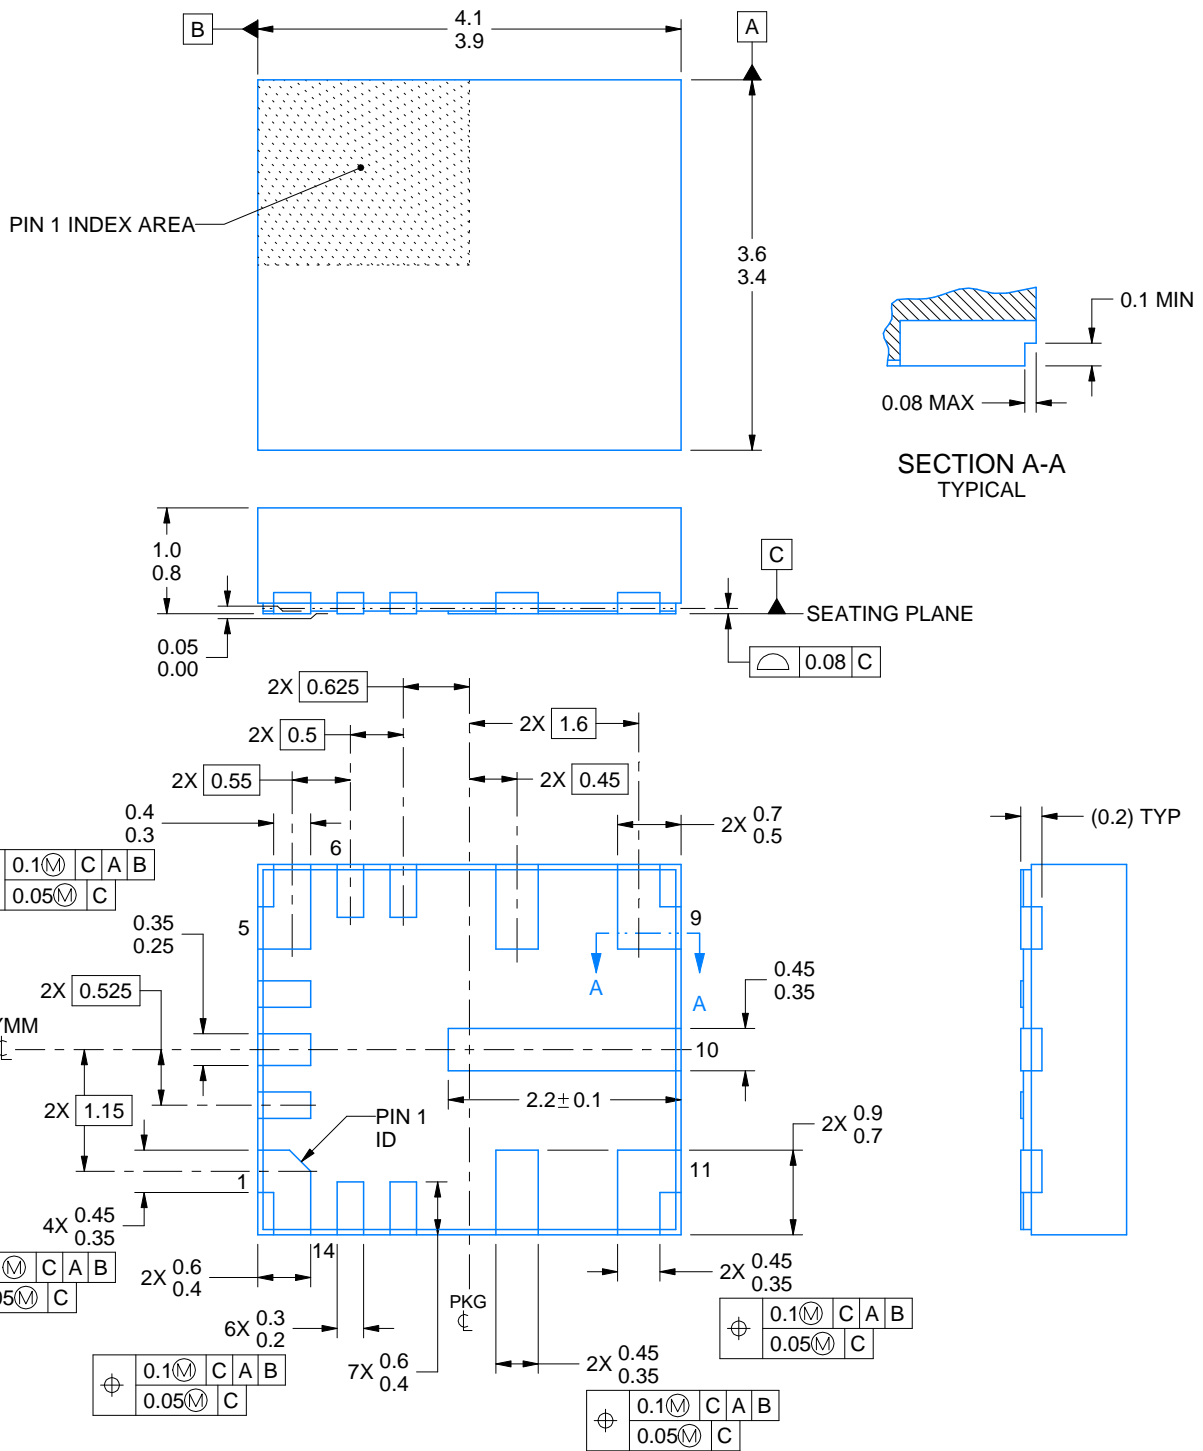 B
4.1
3.9
A
PIN 1 INDEX AREA
3.6
3.4
0.1 MIN
0.08 MAX
SECTION A-A
TYPICAL
1.0
0.8
C
SEATING PLANE
0.05
0.00
0.08 C
2X 0.625
2X 1.6
2X 0.5
2X 0.55
2X 0.45
0.4
0.3
6
2X 0.7
0.5
(0.2) TYP
0.1Ⓜ C A B
0.05Ⓜ C
5
9
0.35
0.25
A
A
0.45
0.35
2X 0.525
YMM
℄
10
2X 1.15
2.2±0.1
PIN 1
ID
2X 0.9
0.7
1
11
4X 0.45
0.35
Ⓜ C A B
5Ⓜ C
14
2X 0.6
0.4
2X 0.45
0.35
PKG
℄
⌖ 0.1Ⓜ C A B
0.05Ⓜ C
6X 0.3
0.2
7X 0.6
0.4
2X 0.45
0.35
⌖ 0.1Ⓜ C A B
0.05Ⓜ C
⌖ 0.1Ⓜ C A B
0.05Ⓜ C